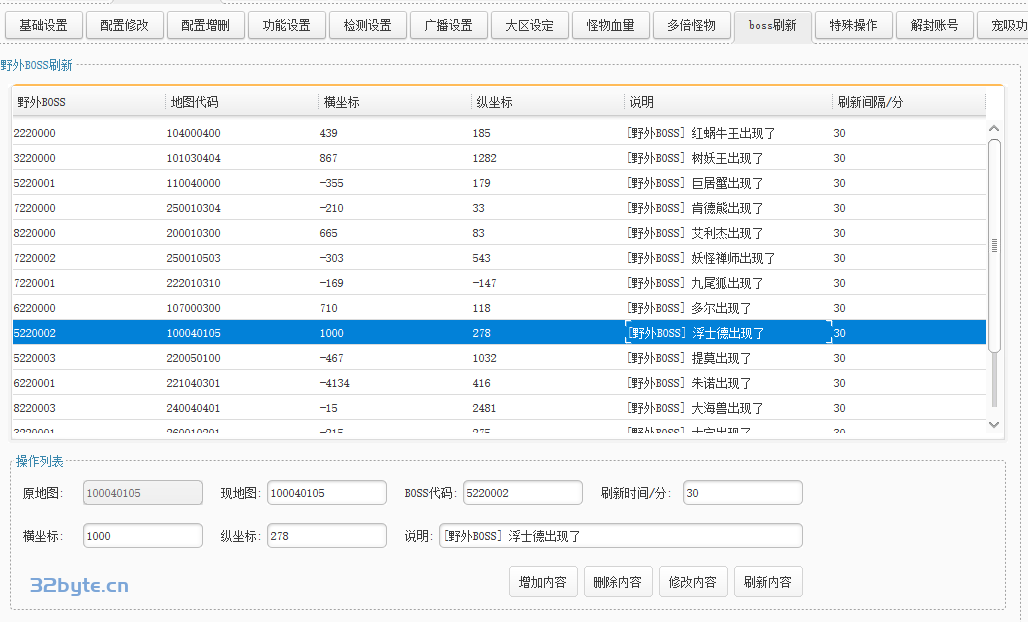 基础设置 配置修改 配置增删 功能设置 检测设置 广播设置 大区设定 怪物血量 多倍怪物 boss刷新 特殊操作 解封账号 宠吸功
野外BOSS刷新
野外BOSS 地图代码 横坐标 纵坐标 说明 刷新间隔/分
2220000 104000400 439 185 [野外BOSS] 红蜗牛王出现了 30
3220000 101030404 867 1282 [野外BOSS] 树妖王出现了 30
5220001 110040000 -355 179 [野外BOSS] 巨居蟹出现了 30
7220000 250010304 -210 33 [野外BOSS] 肯德熊出现了 30
8220000 200010300 665 83 [野外BOSS] 艾利杰出现了 30
7220002 250010503 -303 543 [野外BOSS] 妖怪禅师出现了 30
7220001 222010310 -169 -147 [野外BOSS] 九尾狐出现了 30
6220000 107000300 710 118 [野外BOSS] 多尔出现了 30
5220002 100040105 1000 278 [野外BOSS] 浮士德出现了 30
5220003 220050100 -467 1032 [野外BOSS] 提莫出现了 30
6220001 221040301 -4134 416 [野外BOSS] 朱诺出现了 30
8220003 240040401 -15 2481 [野外BOSS] 大海兽出现了 30
3220001 260010201 -215 275 [野外BOSS] 大宇出现了 30
操作列表
原地图: 100040105 现地图: 100040105 BOSS代码: 5220002 刷新时间/分: 30
横坐标: 1000 纵坐标: 278 说明: [野外BOSS] 浮士德出现了
32byte.cn 增加内容 删除内容 修改内容 刷新内容